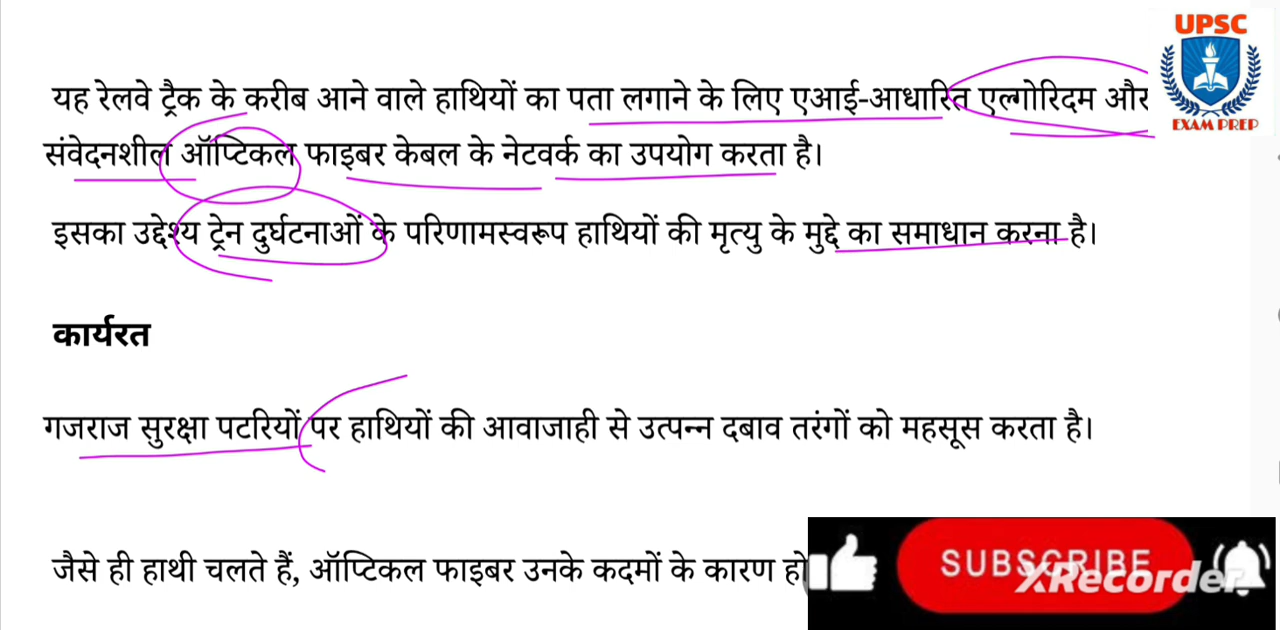 UPSC
EXAM PREP
यह रेलवे ट्रैक के करीब आने वाले हाथियों का पता लगाने के लिए एआई-आधारित एल्गोरिदम और
संवेदनशील ऑप्टिकल फाइबर केबल के नेटवर्क का उपयोग करता है।
इसका उद्देश्य ट्रेन दुर्घटनाओं के परिणामस्वरूप हाथियों की मृत्यु के मुद्दे का समाधान करना है।
कार्यरत
गजराज सुरक्षा पटरियों पर हाथियों की आवाजाही से उत्पन्न दबाव तरंगों को महसूस करता है।
जैसे ही हाथी चलते हैं, ऑप्टिकल फाइबर उनके कदमों के कारण हो
SUBSCRIBE
XRecorder